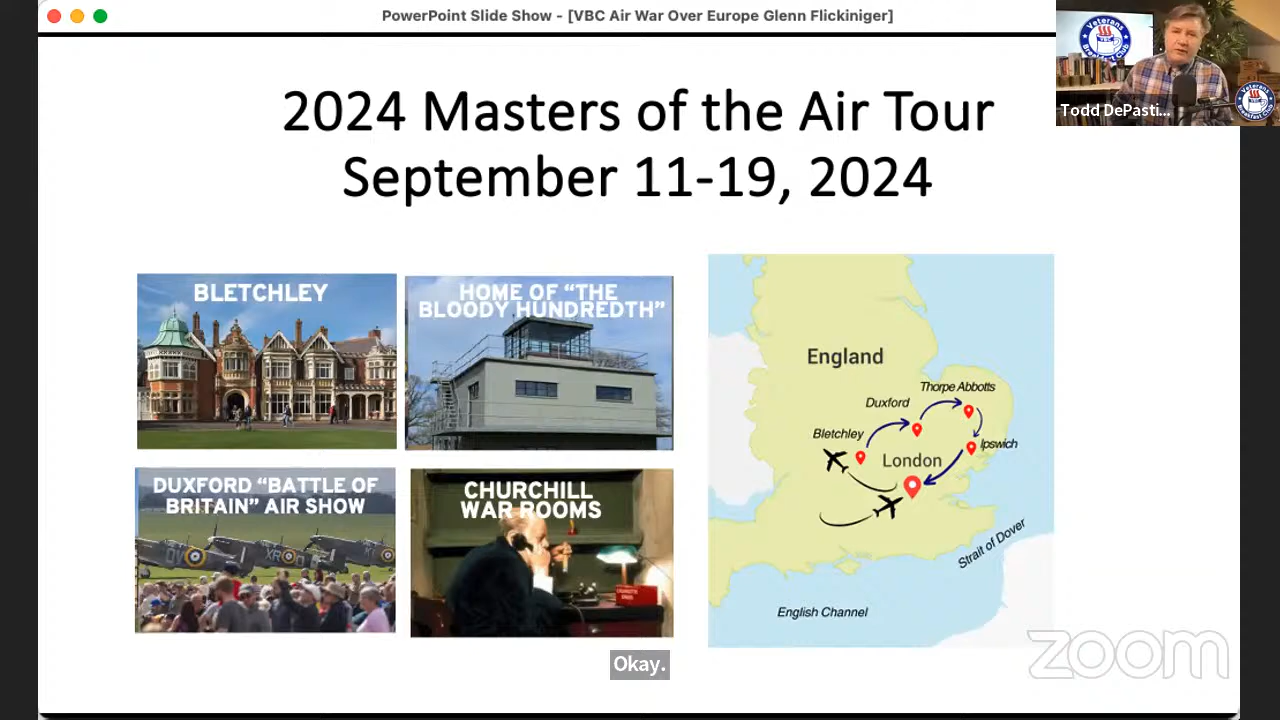 PowerPoint Slide Show - [VBC Air War Over Europe Glenn Flickiniger]
Todd DePasti...
2024 Masters of the Air Tour
September 11-19, 2024
BLETCHLEY
HOME OF “THE
BLOODY HUNDREDTH”
DUXFORD “BATTLE OF
BRITAIN” AIR SHOW
CHURCHILL
WAR ROOMS
England
Thorpe Abbotts
Duxford
Bletchley
Ipswich
London
Strait of Dover
English Channel
zoom
Okay.